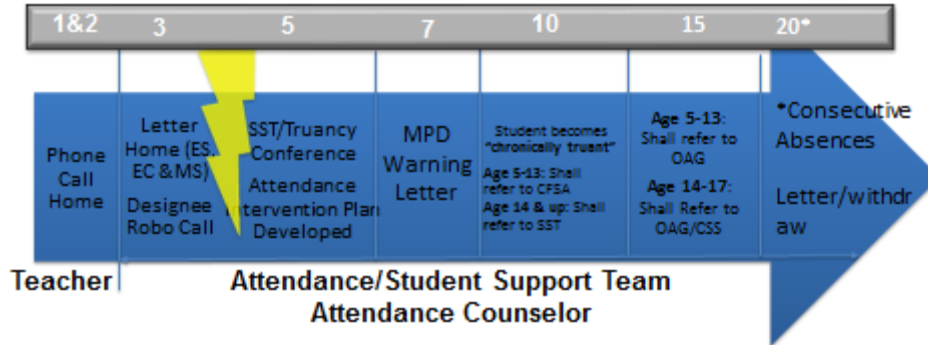 1&2
3
5
7
10
15
20*
Phone
Call
Home
Letter
Home (ES,
EC & MS)
Designee
Robo Call
SST/Truancy
Conference
Attendance
Intervention Plan
Developed
MPD
Warning
Letter
Student becomes
"chronically truant"
Age 5-13: Shall
refer to CFSA
Age 14 & up: Shall
refer to SST
Age 5-13:
Shall refer to
OAG
Age 14-17:
Shall Refer to
OAG/CSS
*Consecutive
Absences
Letter/withdr
aw
Teacher
Attendance/Student Support Team
Attendance Counselor